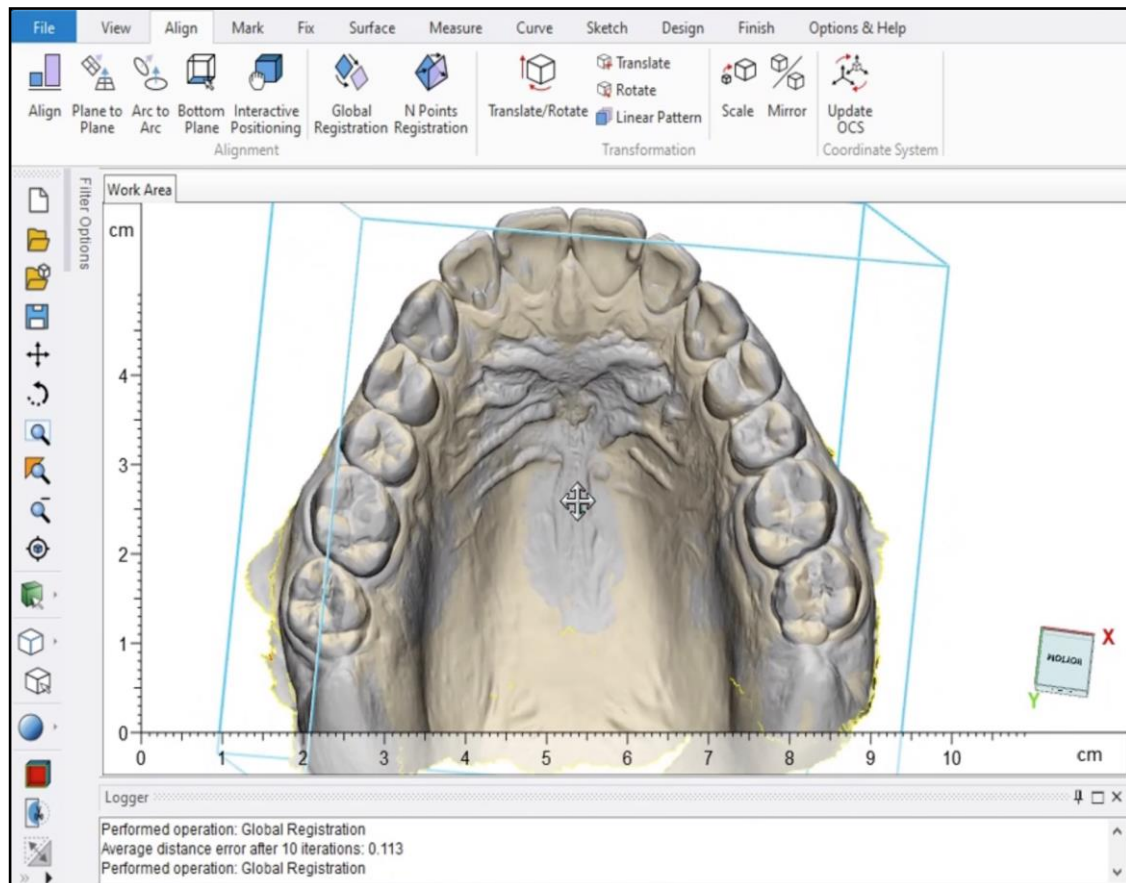 File View Align Mark Fix Surface Measure Curve Sketch Design Finish Options & Help
Align
Plane to Plane
Arc to Arc
Bottom Plane
Interactive Positioning
Alignment
Global Registration
N Points Registration
Translate/Rotate
Translate
Rotate
Linear Pattern
Transformation
Scale
Mirror
Update OCS
Coordinate System
Filter Options
Work Area
cm
4
3
2
1
0
0 1 2 3 4 5 6 7 8 9 10 cm
X
BOTTOM
Y
Logger
Performed operation: Global Registration
Average distance error after 10 iterations: 0.113
Performed operation: Global Registration